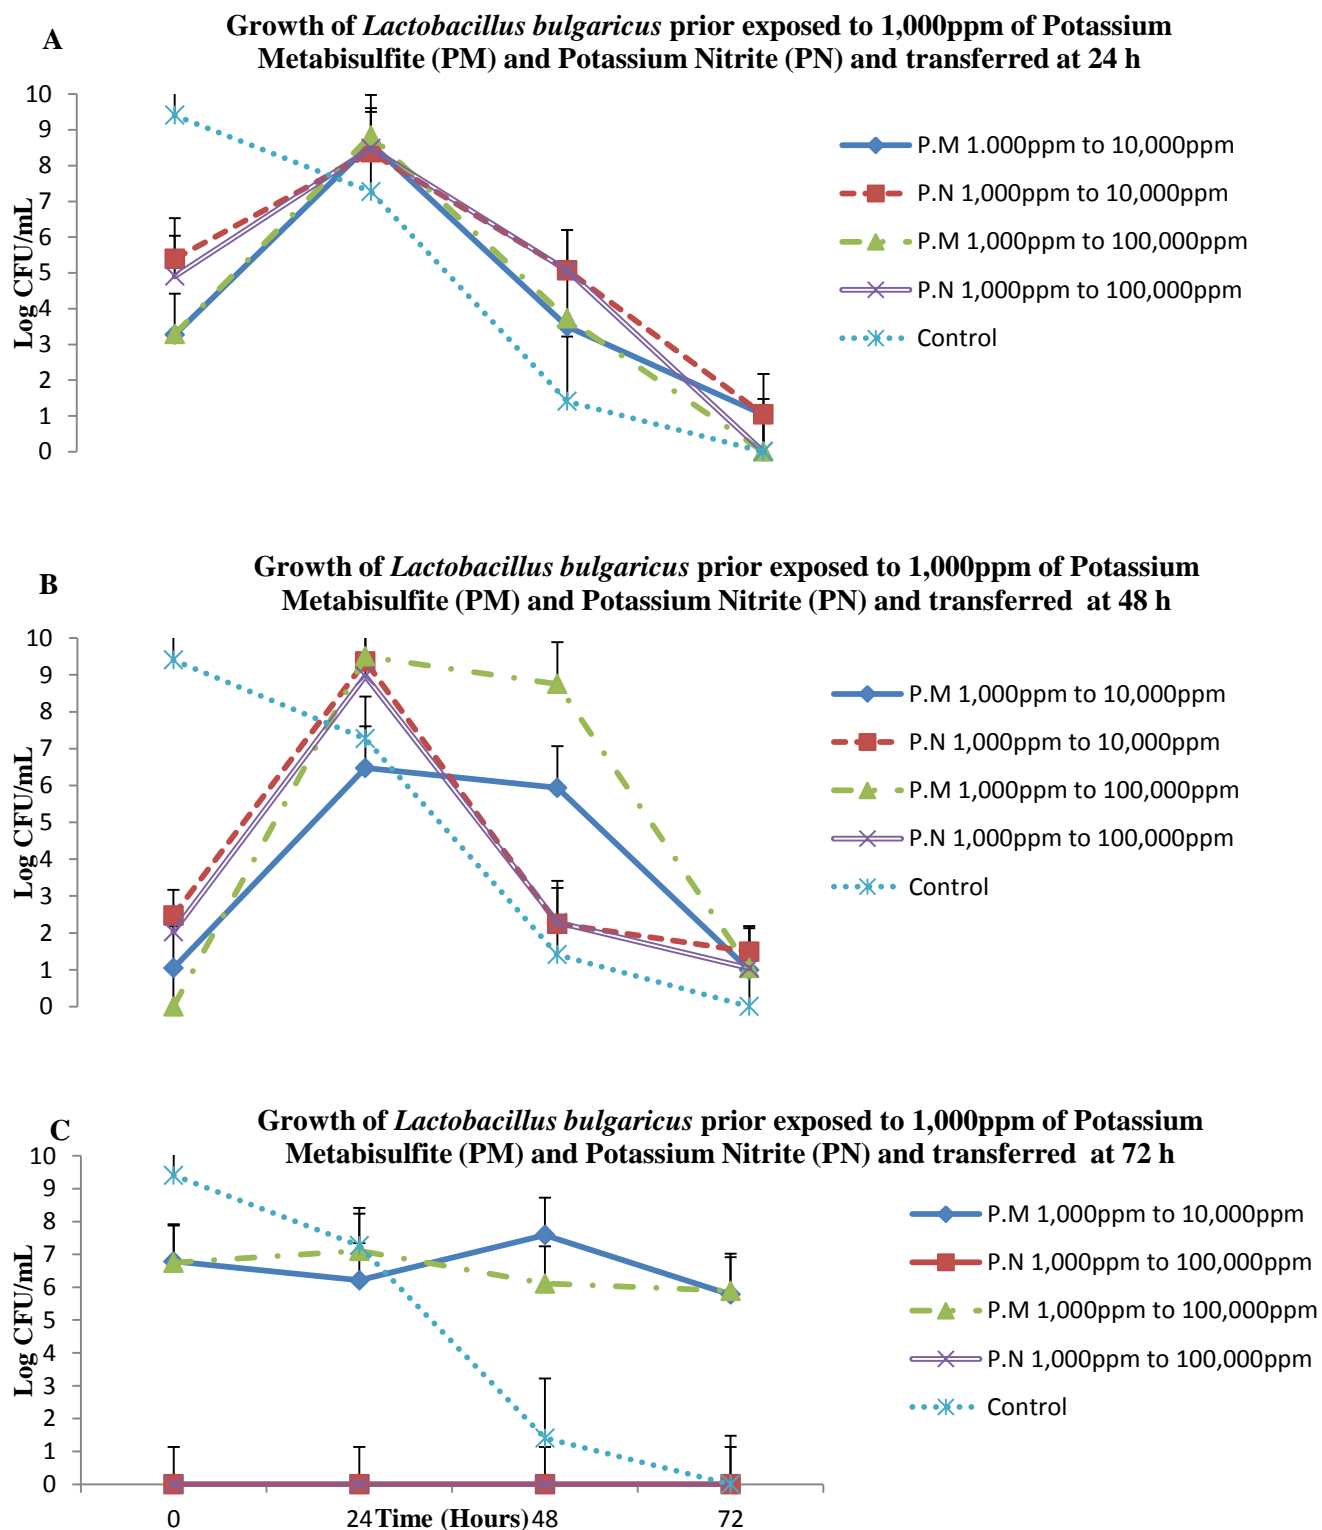 A
Growth of Lactobacillus bulgaricus prior exposed to 1,000ppm of Potassium
Metabisulfite (PM) and Potassium Nitrite (PN) and transferred at 24 h
Log CFU/mL
10
9
8
7
6
5
4
3
2
1
0
P.M 1.000ppm to 10,000ppm
P.N 1,000ppm to 10,000ppm
P.M 1,000ppm to 100,000ppm
P.N 1,000ppm to 100,000ppm
Control
B
Growth of Lactobacillus bulgaricus prior exposed to 1,000ppm of Potassium
Metabisulfite (PM) and Potassium Nitrite (PN) and transferred at 48 h
Log CFU/mL
10
9
8
7
6
5
4
3
2
1
0
P.M 1,000ppm to 10,000ppm
P.N 1,000ppm to 10,000ppm
P.M 1,000ppm to 100,000ppm
P.N 1,000ppm to 100,000ppm
Control
C
Growth of Lactobacillus bulgaricus prior exposed to 1,000ppm of Potassium
Metabisulfite (PM) and Potassium Nitrite (PN) and transferred at 72 h
Log CFU/mL
10
9
8
7
6
5
4
3
2
1
0
P.M 1,000ppm to 10,000ppm
P.N 1,000ppm to 100,000ppm
P.M 1,000ppm to 100,000ppm
P.N 1,000ppm to 100,000ppm
Control
0 24 Time (Hours) 48 72